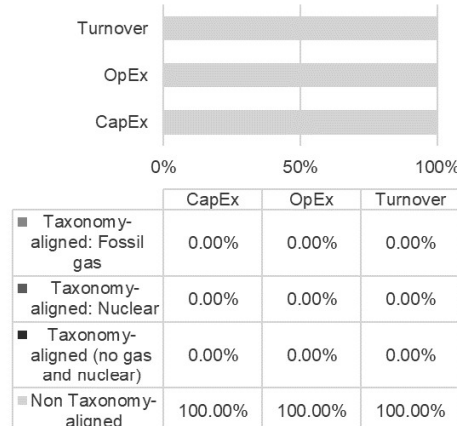 Turnover
OpEx
CapEx
0% 50% 100%
CapEx OpEx Turnover
Taxonomy-
aligned: Fossil
gas
0.00% 0.00% 0.00%
Taxonomy-
aligned: Nuclear
0.00% 0.00% 0.00%
Taxonomy-
aligned (no gas
and nuclear)
0.00% 0.00% 0.00%
Non Taxonomy-
aligned
100.00% 100.00% 100.00%